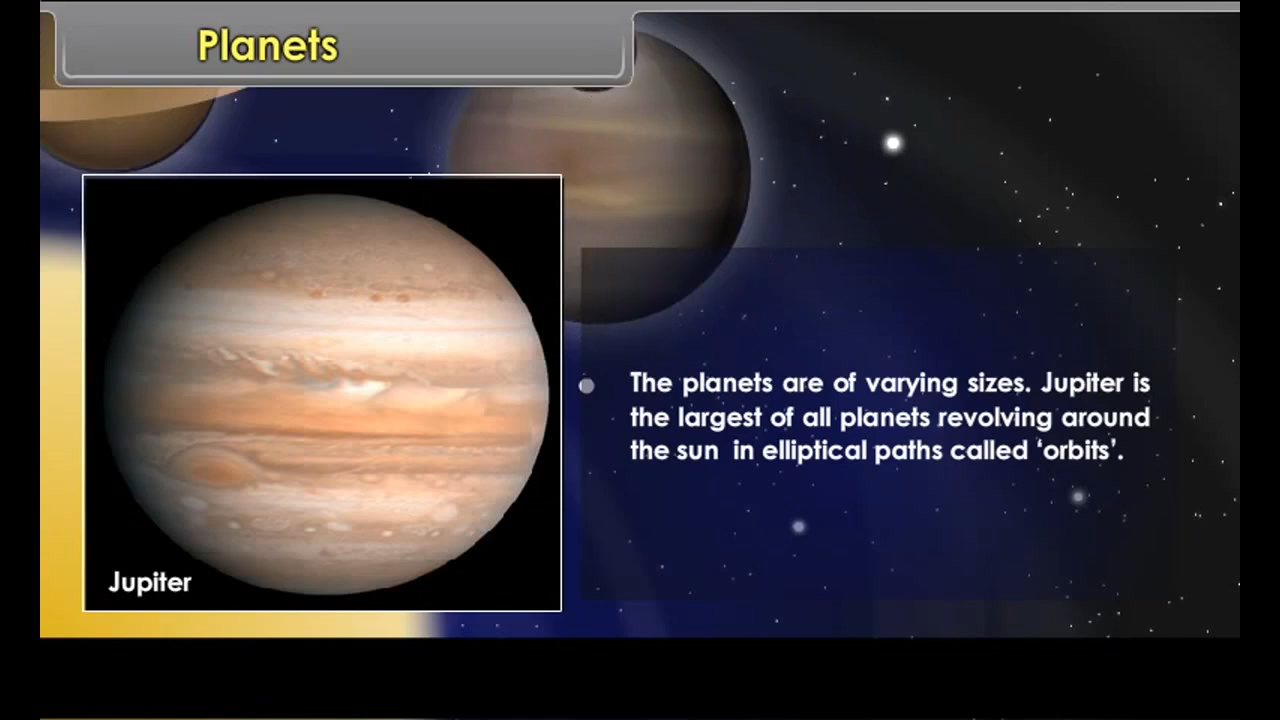 Planets
The planets are of varying sizes. Jupiter is
the largest of all planets revolving around
the sun in elliptical paths called ‘orbits’.
Jupiter